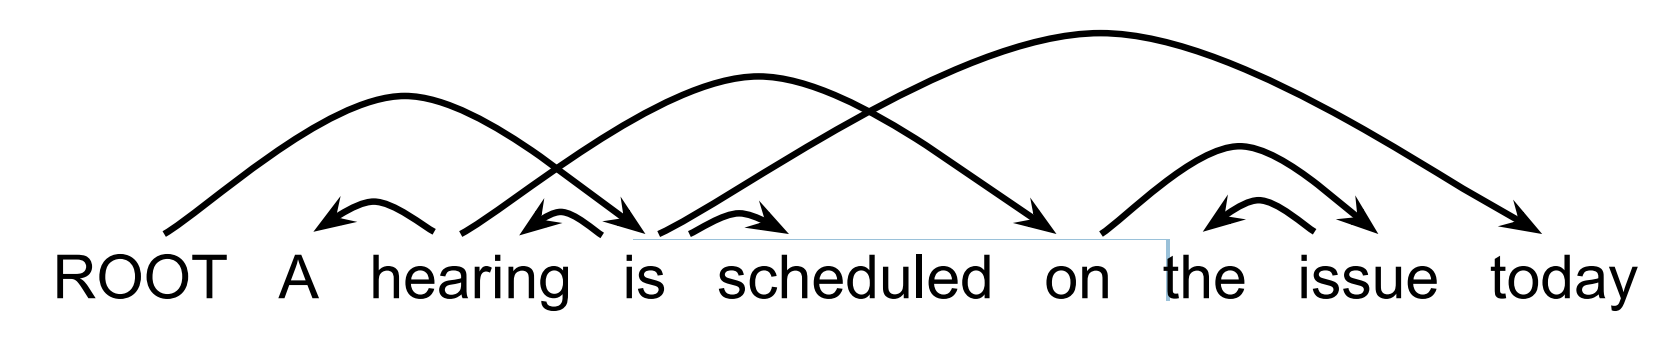 ROOT A hearing is scheduled on the issue today